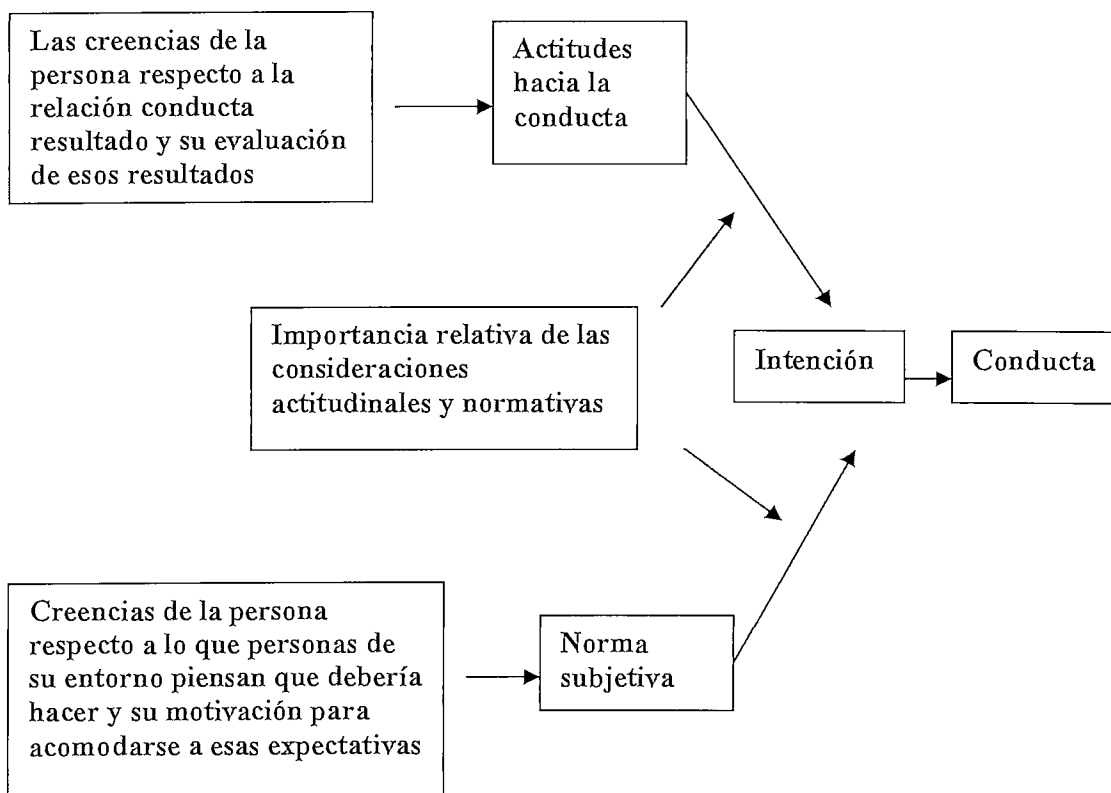 Las creencias de la
persona respecto a la
relación conducta
resultado y su evaluación
de esos resultados
Actitudes
hacia la
conducta
Importancia relativa de las
consideraciones
actitudinales y normativas
Intención
Conducta
Creencias de la persona
respecto a lo que personas de
su entorno piensan que debería
hacer y su motivación para
acomodarse a esas expectativas
Norma
subjetiva